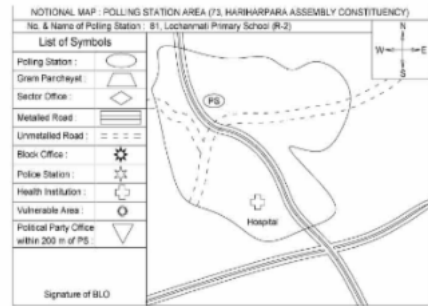 NOTIONAL MAP : POLLING STATION AREA (73, HARIHARPARA ASSEMBLY CONSTITUENCY)
No. & Name of Polling Station : 81, Lochanmati Primary School (R-2)
List of Symbols
Polling Station :
Gram Panchayet :
Sector Office :
Metalled Road :
Unmetalled Road :
Block Office :
Police Station :
Health Institution :
Vulnerable Area :
Political Party Office
within 200 m of PS :
Signature of BLO
N
W E
S
PS
Hospital